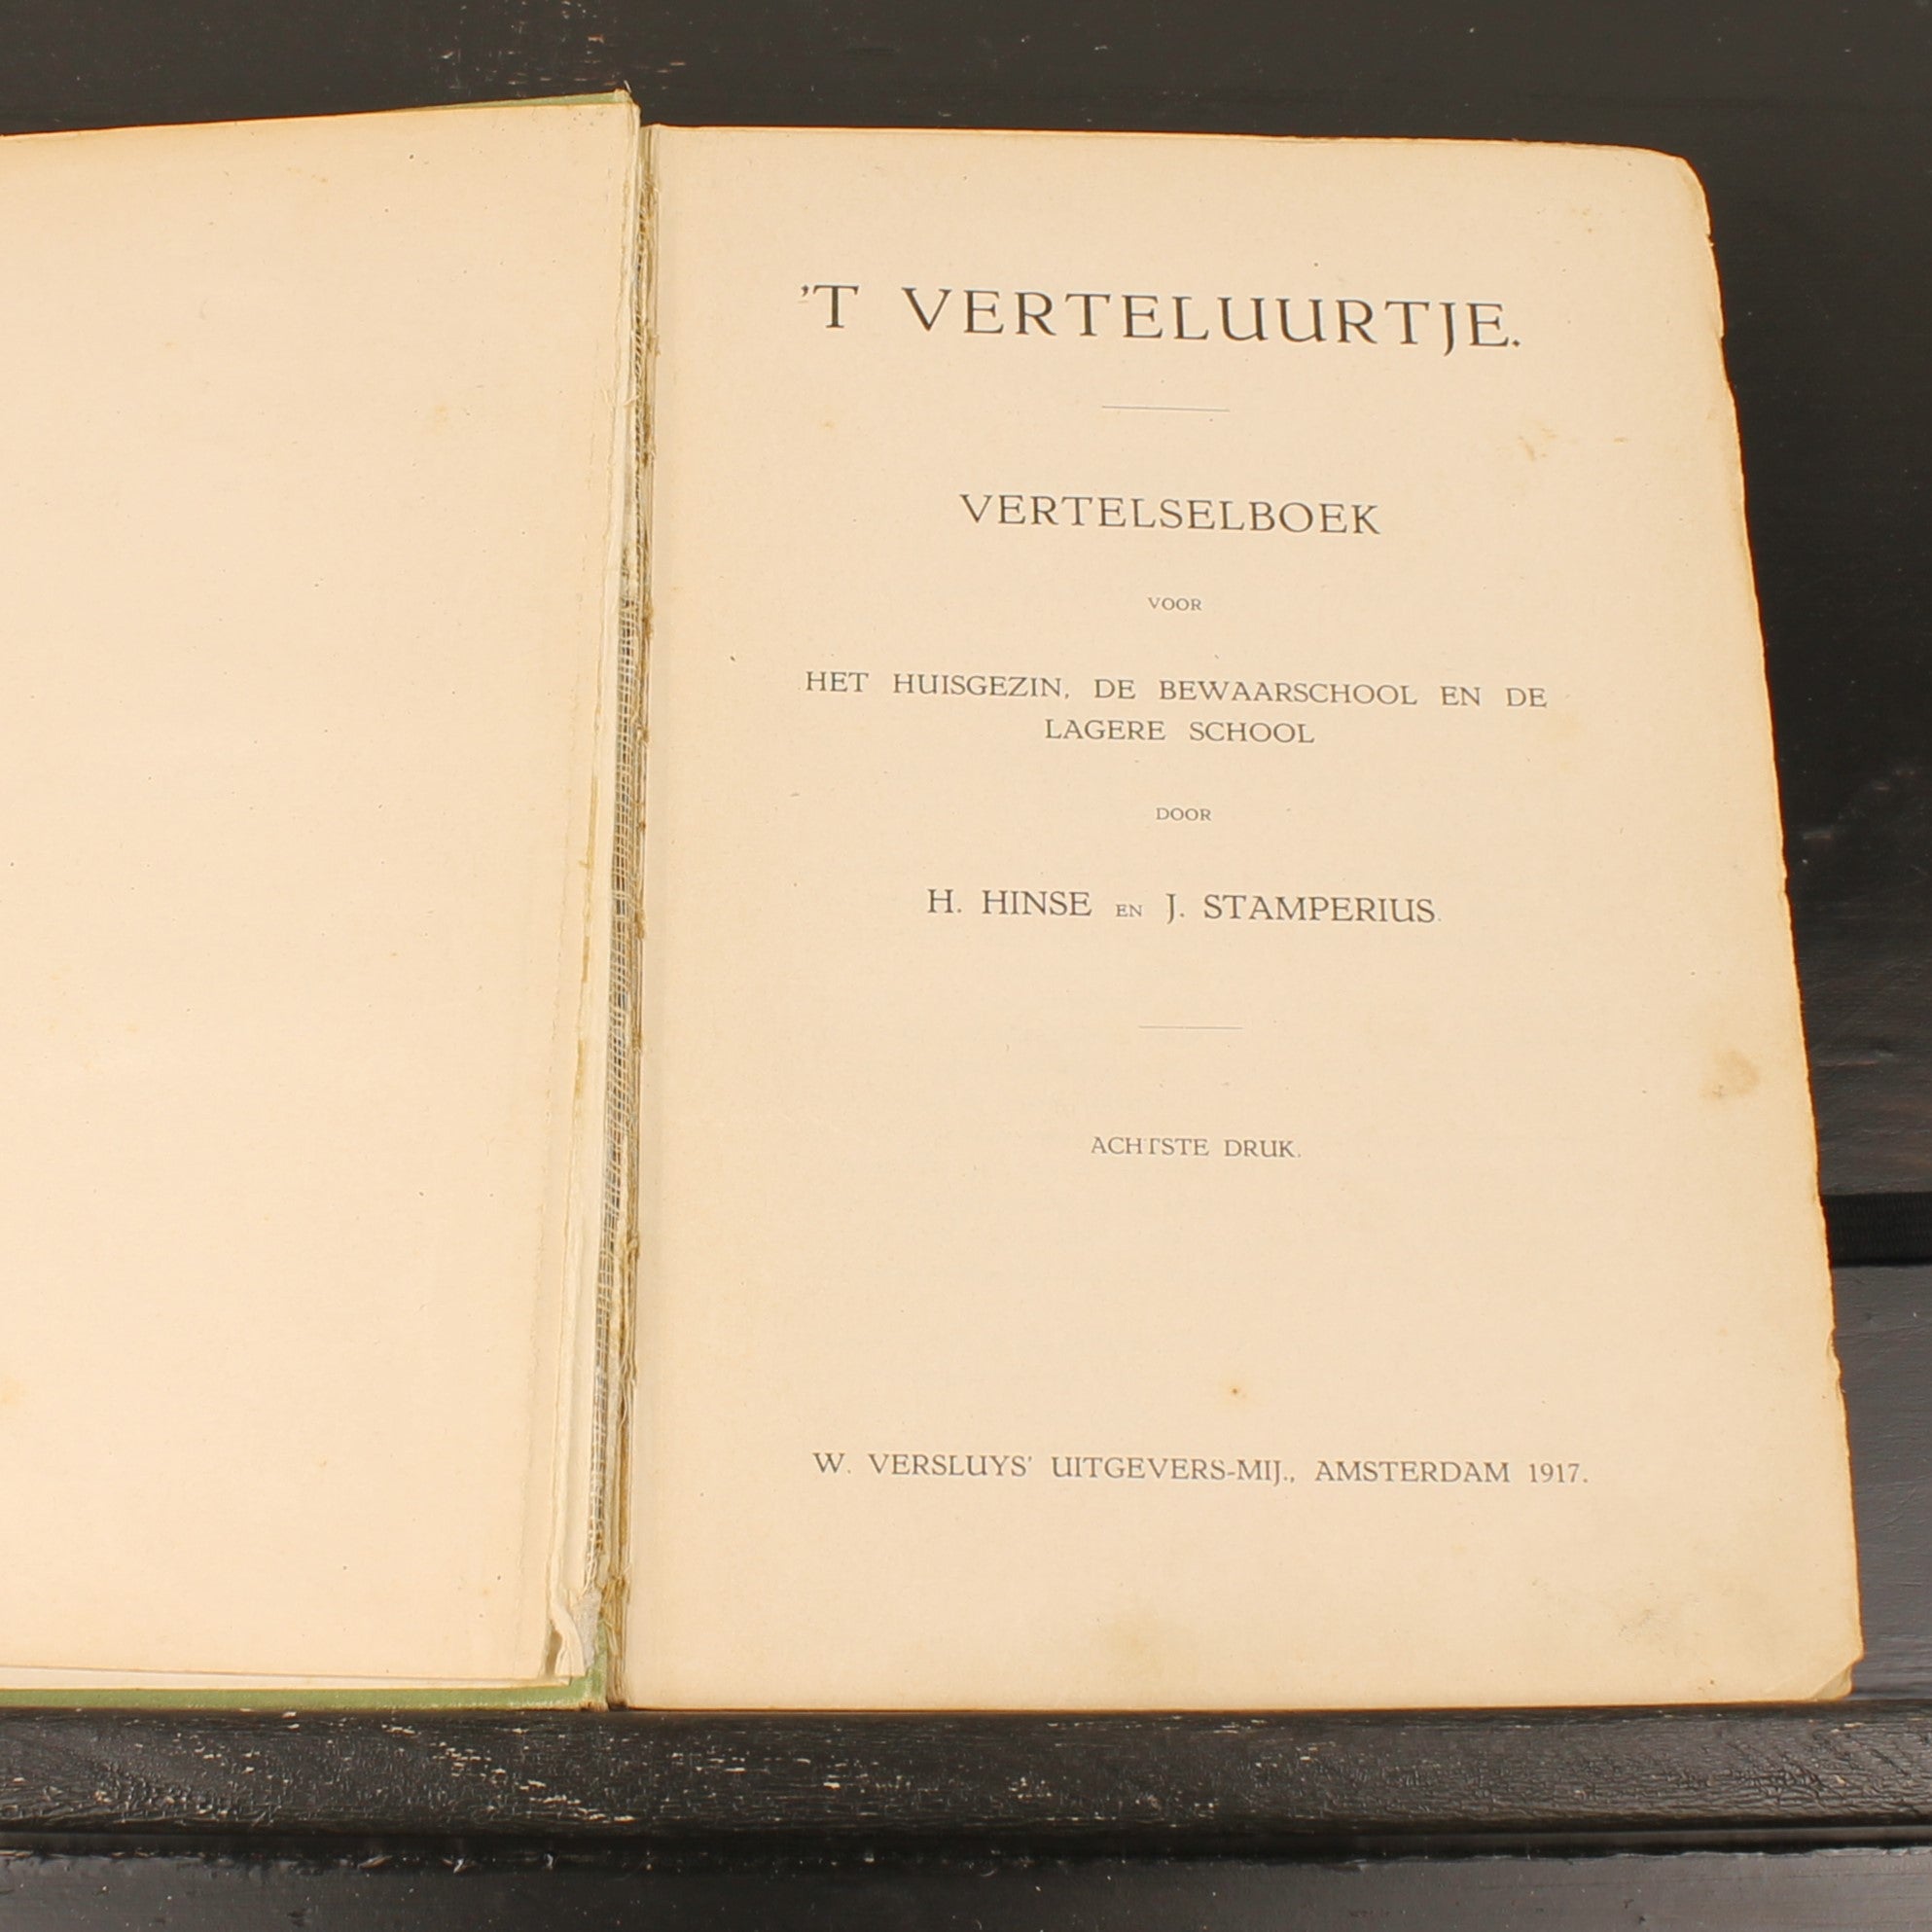 'T VERTELUURTJE.
VERTELSELBOEK
VOOR
HET HUISGEZIN, DE BEWAARSCHOOL EN DE
LAGERE SCHOOL
DOOR
H. HINSE EN J. STAMPERIUS.
ACHTSTE DRUK.
W. VERSLUYS' UITGEVERS-MIJ., AMSTERDAM 1917.